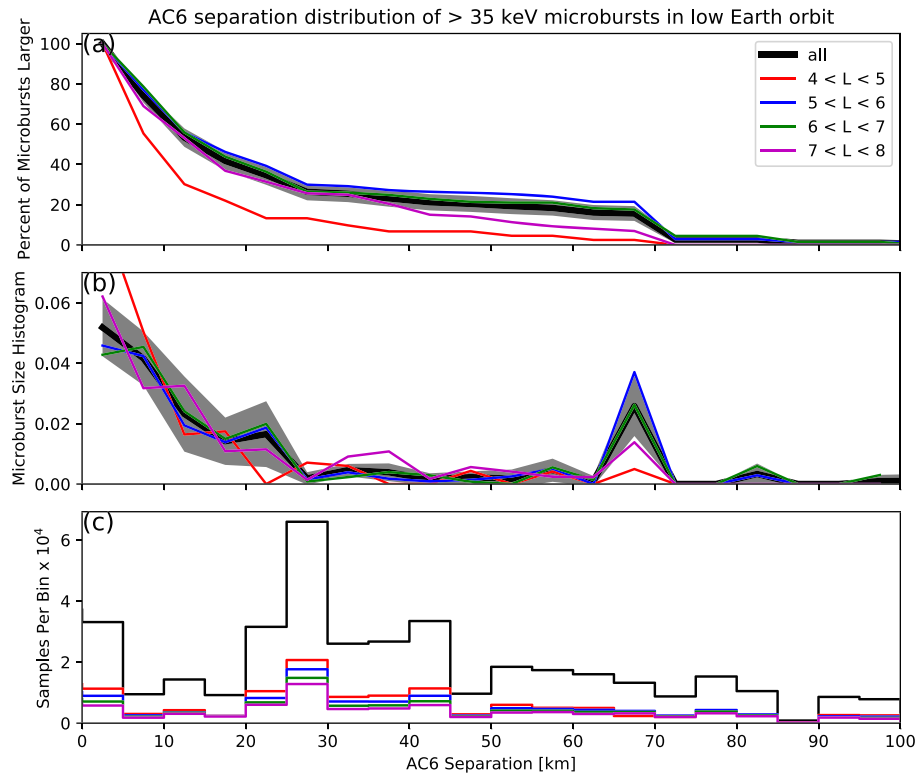 AC6 separation distribution of > 35 keV microbursts in low Earth orbit
(a)
Percent of Microbursts Larger
100
80
60
40
20
0
all
4 < L < 5
5 < L < 6
6 < L < 7
7 < L < 8
(b)
Microburst Size Histogram
0.06
0.04
0.02
0.00
(c)
Samples Per Bin x 10^4
6
4
2
0
0 10 20 30 40 50 60 70 80 90 100
AC6 Separation [km]